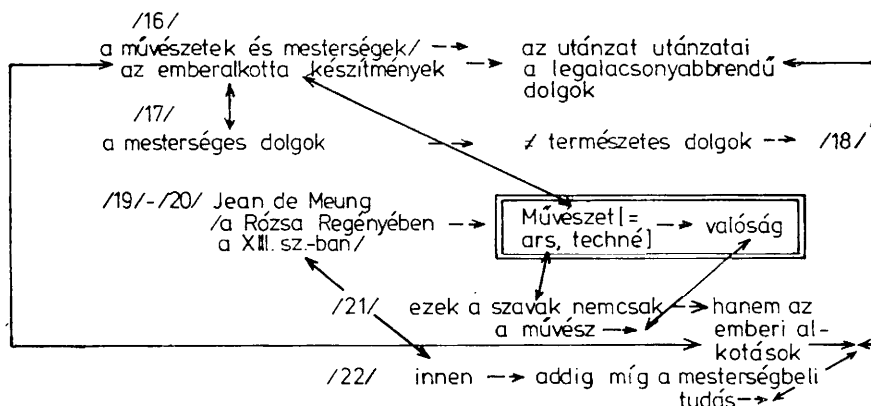 /16/
a művészetek és mesterségek/ az utánzat utánzatai
az emberalkotta készítmények a legalacsonyabbrendű
dolgok
/17/
a mesterséges dolgok ≠ természetes dolgok /18/
/19/-/20/ Jean de Meung
/a Rózsa Regényében
a XIII. sz.-ban/
Művészet[= valóság
ars, techné]
/21/ ezek a szavak nemcsak hanem az
a művész emberi al-
kotások
/22/ innen addig míg a mesterségbeli
tudás